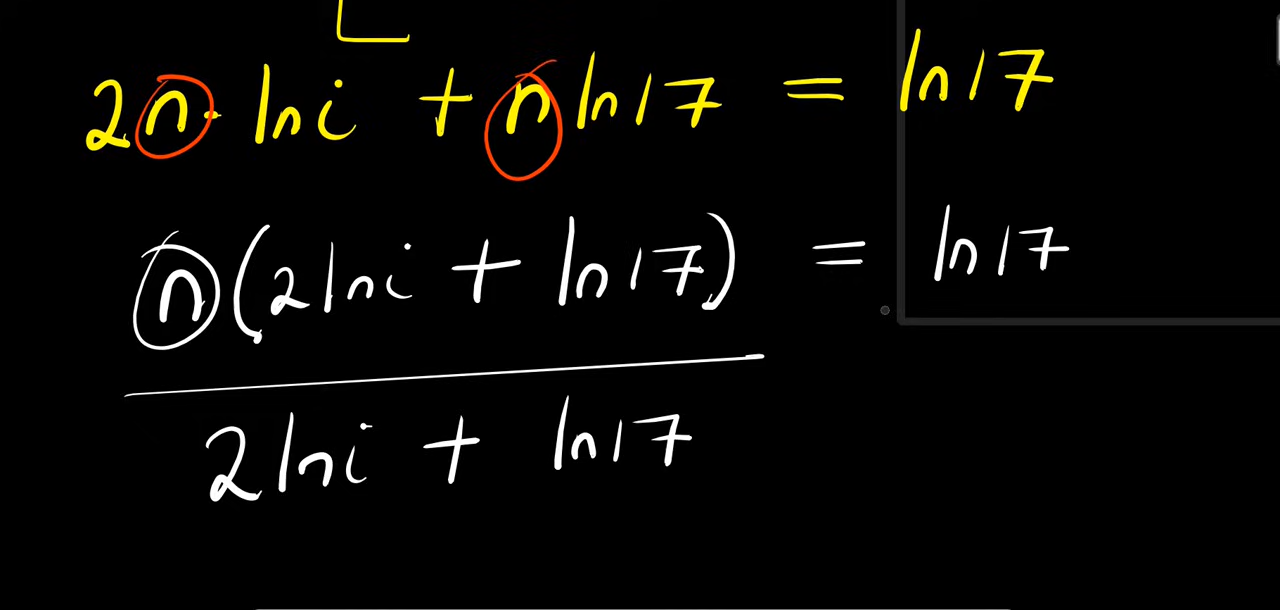 2n· ln i + n ln 17 = ln 17
n (2 ln i + ln 17) = ln 17
2 ln i + ln 17